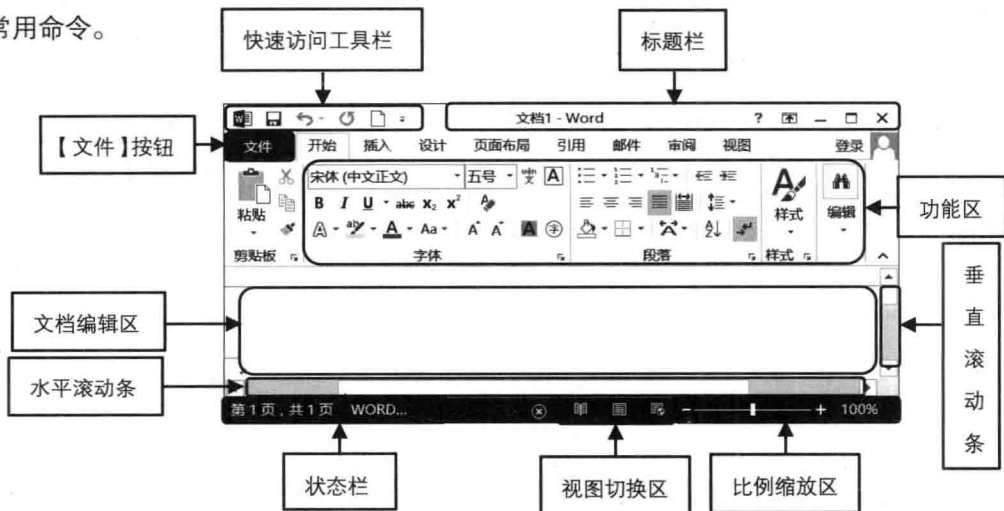 常用命令。
快速访问工具栏
标题栏
文档1 - Word
?
【文件】按钮
文件 开始 插入 设计 页面布局 引用 邮件 审阅 视图 登录
宋体 (中文正文) 五号 wén 文 A
粘贴 B I U abc X₂ X² A 样式 编辑
A aby A Aa A A A 字
剪贴板 字体 段落 样式
功能区
文档编辑区
垂直滚动条
水平滚动条
第1页,共1页 WORD... 100%
状态栏
视图切换区
比例缩放区